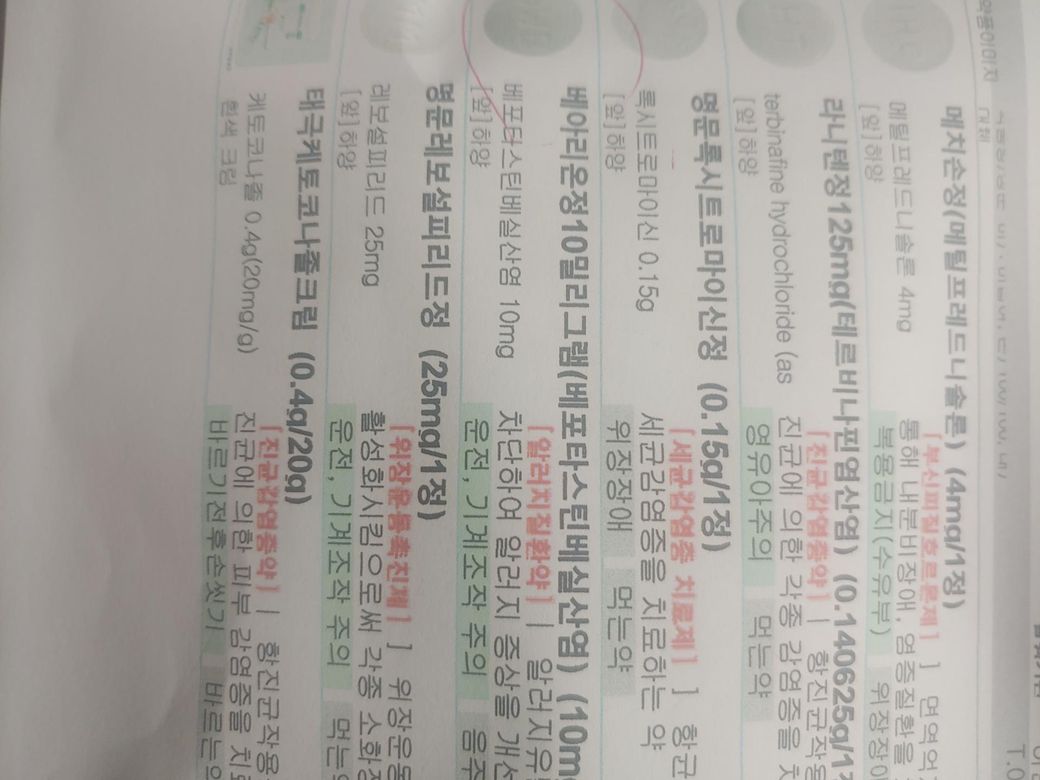 약품이미지
메치손정(메틸프레드니솔론) (4mg/1정)
메틸프레드니솔론 4mg
[앞]하양
[부신피질호르몬제] | 면역억
통해 내분비장애, 염증질환을
복용금지(수유부) 위장장애
라니텐정125mg(테르비나핀염산염) (0.140625g/1
terbinafine hydrochloride (as
[앞]하양
[진균감염증약] | 항진균작용
진균에 의한 각종 감염증을 치
영유아주의 먹는약
명문록시트로마이신정 (0.15g/1정)
록시트로마이신 0.15g
[앞]하양
[세균감염증 치료제] | 항균
세균감염증을 치료하는 약
위장장애 먹는약
베아리온정10밀리그램(베포타스틴베실산염) (10m
베포타스틴베실산염 10mg
[앞]하양
[알러지질환약] | 알러지유
차단하여 알러지 증상을 개선
운전, 기계조작 주의 음주
명문레보설피리드정 (25mg/1정)
레보설피리드 25mg
[앞]하양
[위장운동촉진제] | 위장운동
활성화시킴으로써 각종 소화장
운전, 기계조작 주의 먹는
태극케토코나졸크림 (0.4g/20g)
케토코나졸 0.4g(20mg/g)
흰색 크림
[진균감염증약] | 항진균작용
진균에 의한 피부 감염증을 치료
바르기전후손씻기 바르는약